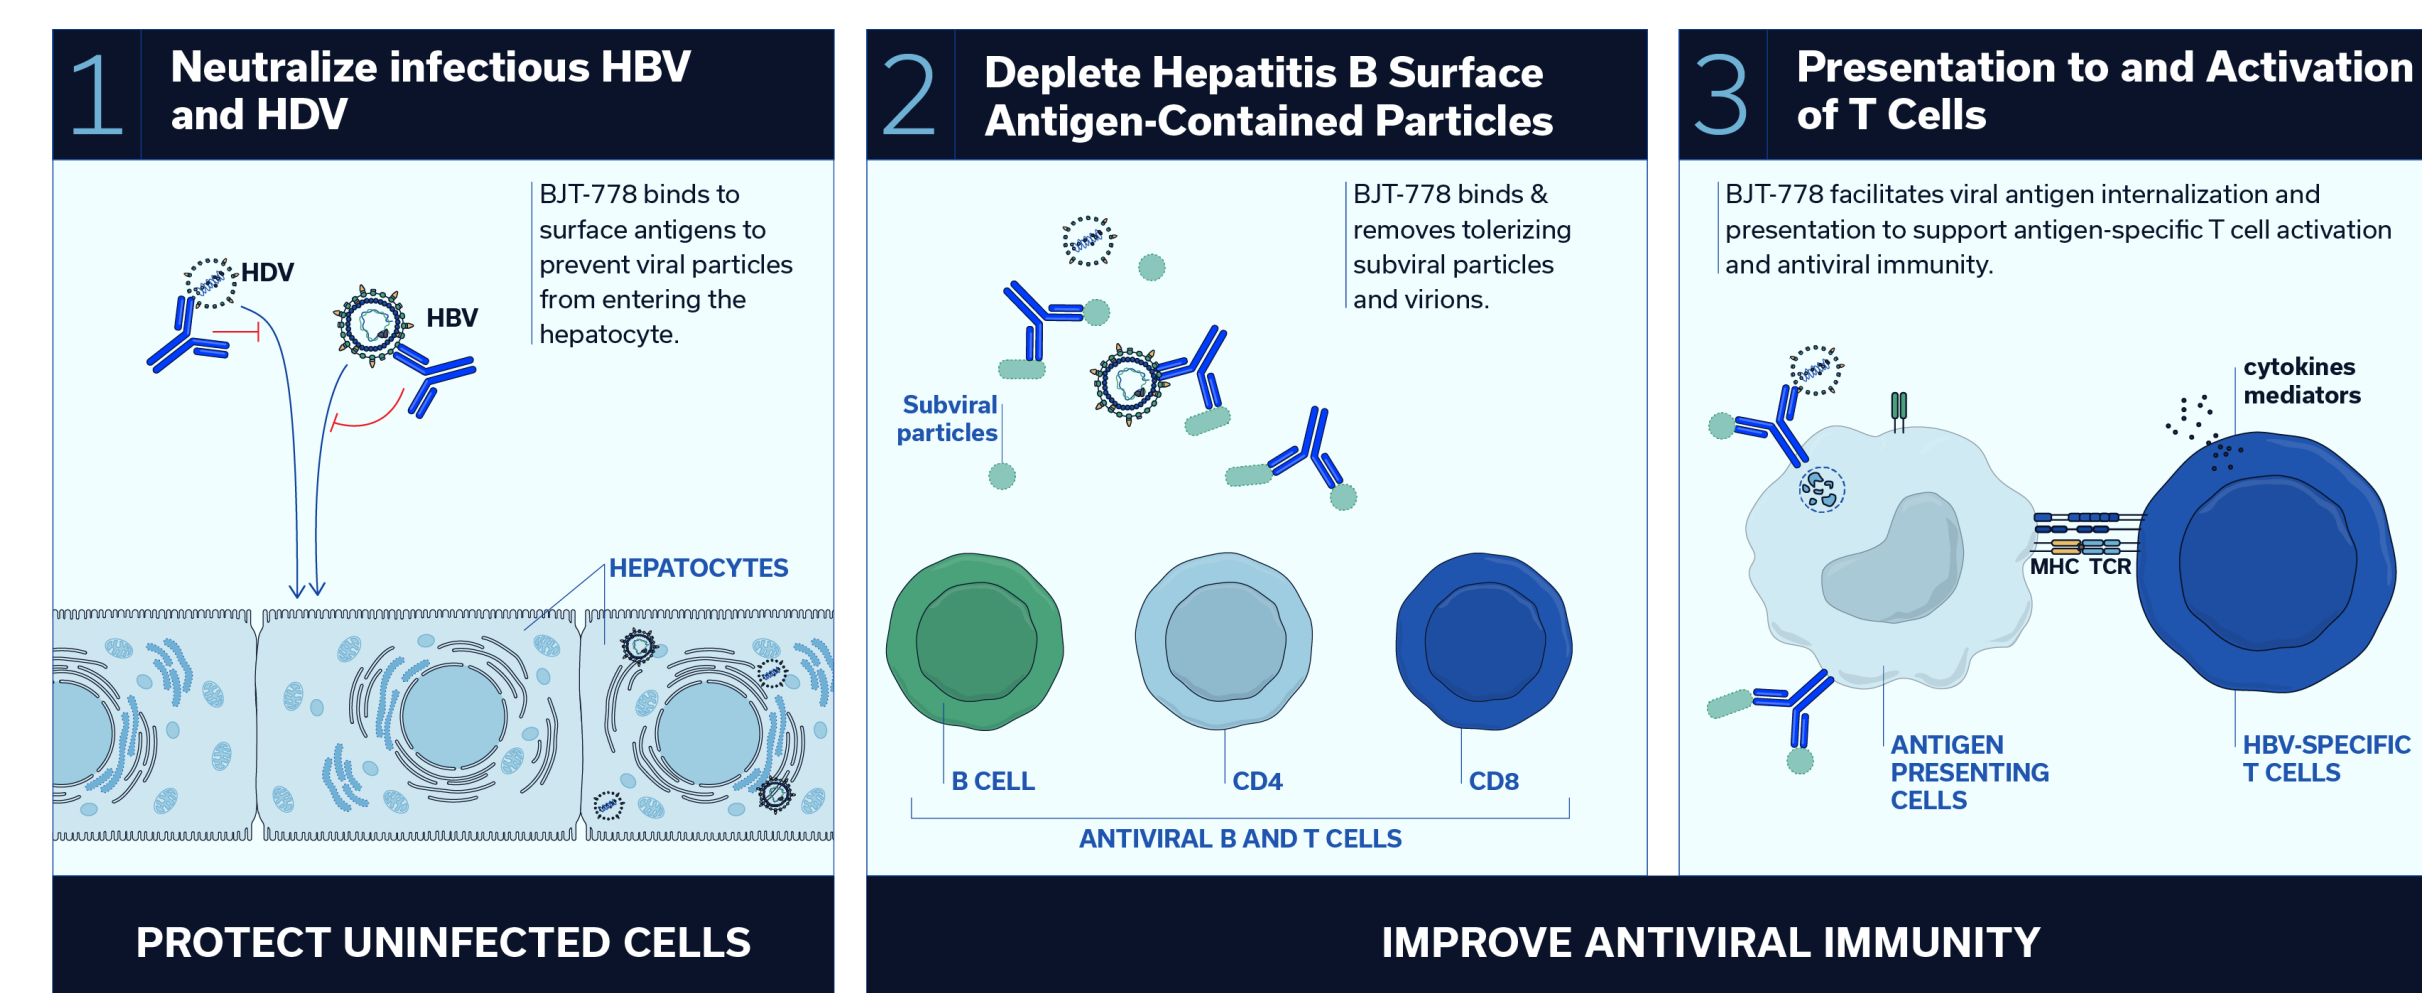 1
Neutralize infectious HBV
and HDV
BJT-778 binds to
surface antigens to
prevent viral particles
from entering the
hepatocyte.
HDV
HBV
HEPATOCYTES
PROTECT UNINFECTED CELLS
2
Deplete Hepatitis B Surface
Antigen-Contained Particles
BJT-778 binds &
removes tolerizing
subviral particles
and virions.
Subviral
particles
B CELL
CD4
CD8
ANTIVIRAL B AND T CELLS
3
Presentation to and Activation
of T Cells
BJT-778 facilitates viral antigen internalization and
presentation to support antigen-specific T cell activation
and antiviral immunity.
cytokines
mediators
MHC TCR
ANTIGEN
PRESENTING
CELLS
HBV-SPECIFIC
T CELLS
IMPROVE ANTIVIRAL IMMUNITY